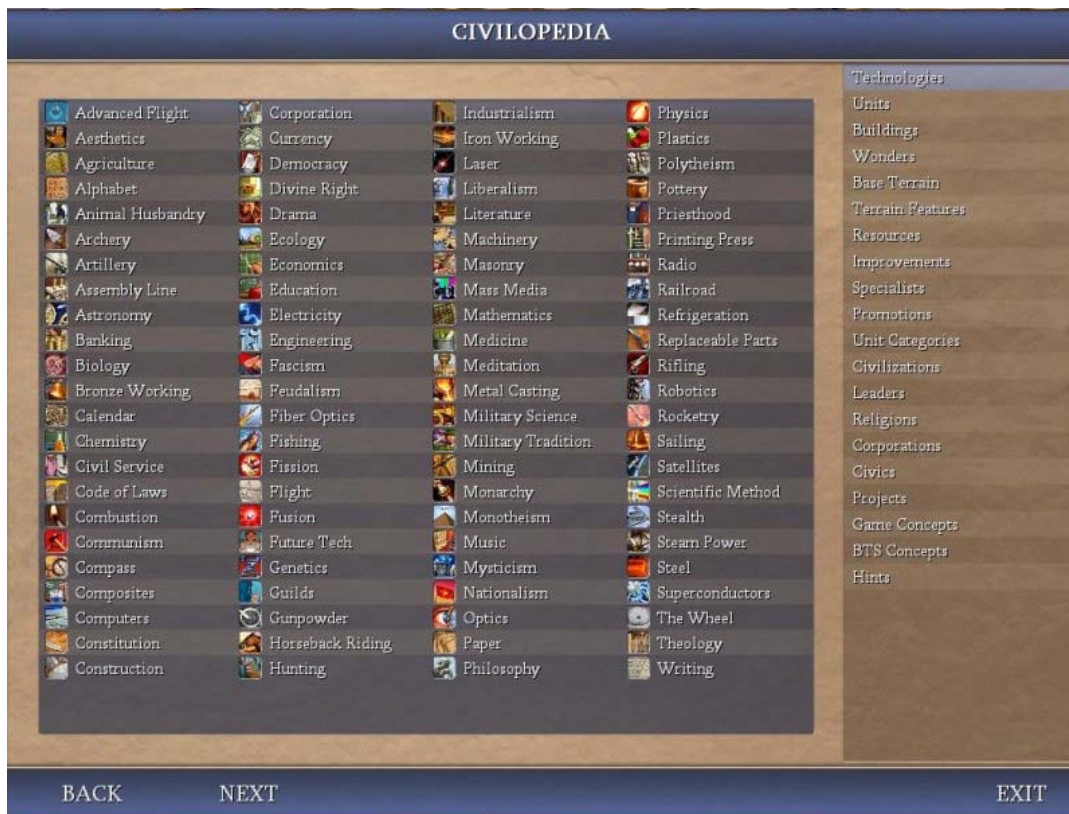 CIVILOPEDIA
Advanced Flight
Aesthetics
Agriculture
Alphabet
Animal Husbandry
Archery
Artillery
Assembly Line
Astronomy
Banking
Biology
Bronze Working
Calendar
Chemistry
Civil Service
Code of Laws
Combustion
Communism
Compass
Composites
Computers
Constitution
Construction
Corporation
Currency
Democracy
Divine Right
Drama
Ecology
Economics
Education
Electricity
Engineering
Fascism
Feudalism
Fiber Optics
Fishing
Fission
Flight
Fusion
Future Tech
Genetics
Guilds
Gunpowder
Horseback Riding
Hunting
Industrialism
Iron Working
Laser
Liberalism
Literature
Machinery
Masonry
Mass Media
Mathematics
Medicine
Meditation
Metal Casting
Military Science
Military Tradition
Mining
Monarchy
Monotheism
Music
Mysticism
Nationalism
Optics
Paper
Philosophy
Physics
Plastics
Polytheism
Pottery
Priesthood
Printing Press
Radio
Railroad
Refrigeration
Replaceable Parts
Rifling
Robotics
Rocketry
Sailing
Satellites
Scientific Method
Stealth
Steam Power
Steel
Superconductors
The Wheel
Theology
Writing
Technologies
Units
Buildings
Wonders
Base Terrain
Terrain Features
Resources
Improvements
Specialists
Promotions
Unit Categories
Civilizations
Leaders
Religions
Corporations
Civics
Projects
Game Concepts
BTS Concepts
Hints
BACK
NEXT
EXIT